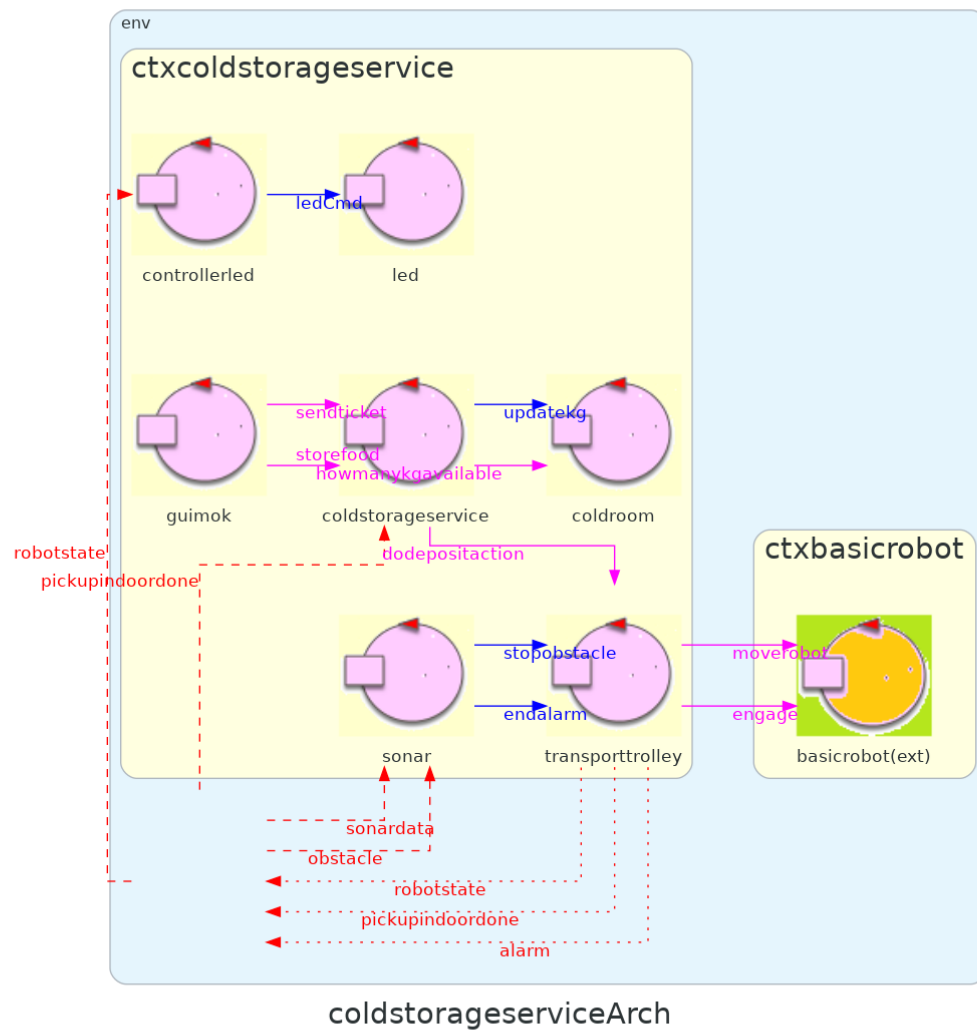 env
ctxcoldstorageservice
ledCmd
controllerled
led
sendticket
updatekg
storefood
howmanykgavailable
guimok
coldstorageservice
coldroom
robotstate
dodepositaction
ctxbasicrobot
pickupindoordone
stopobstacle
moverobot
endalarm
engage
sonar
transporttrolley
basicrobot(ext)
sonardata
obstacle
robotstate
pickupindoordone
alarm
coldstorageserviceArch